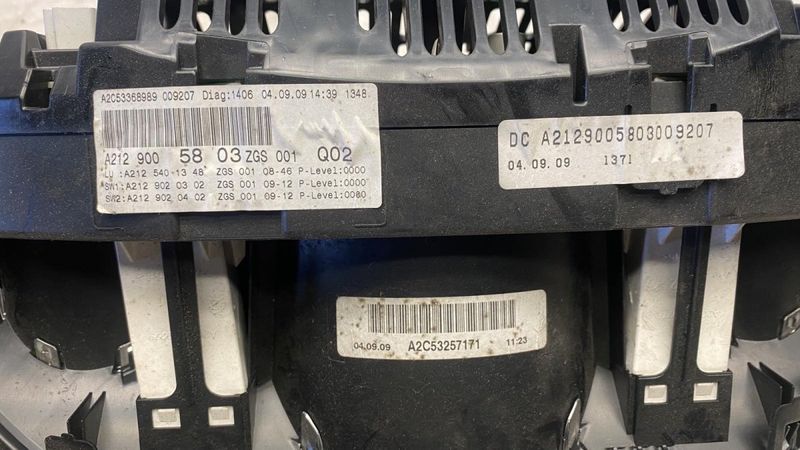 A2C53368989 009207 Diag:1406 04.09.09 14:39 1348
A212 900 58 03 ZGS 001 Q02
LU :A212 540-13 48 ZGS 001 08-46 P-Level:0000
SW1:A212 902 03 02 ZGS 001 09-12 P-Level:0000
SW2:A212 902 04 02 ZGS 001 09-12 P-Level:0080
DC A2129005803009207
04.09.09 1371
04.09.09 A2C53257171 11:23